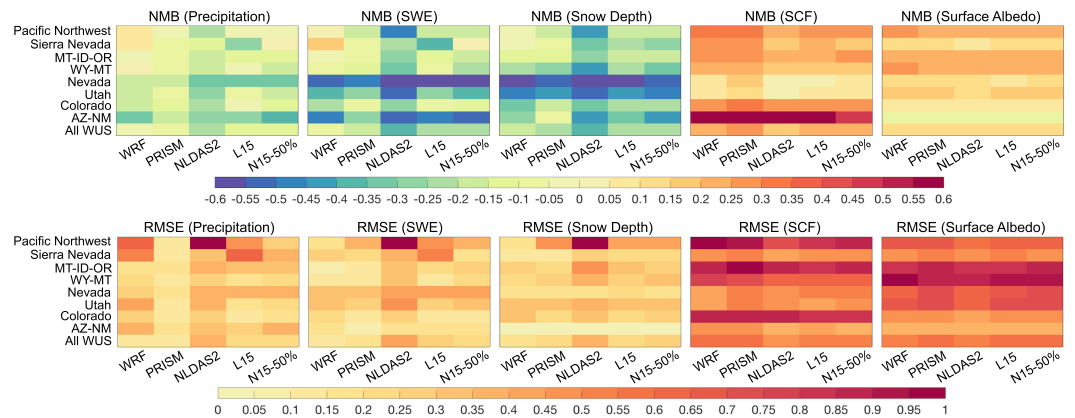 NMB (Precipitation) NMB (SWE) NMB (Snow Depth) NMB (SCF) NMB (Surface Albedo)
Pacific Northwest
Sierra Nevada
MT-ID-OR
WY-MT
Nevada
Utah
Colorado
AZ-NM
All WUS
WRF PRISM NLDAS2 L15 N15-50% WRF PRISM NLDAS2 L15 N15-50% WRF PRISM NLDAS2 L15 N15-50% WRF PRISM NLDAS2 L15 N15-50% WRF PRISM NLDAS2 L15 N15-50%
-0.6 -0.55 -0.5 -0.45 -0.4 -0.35 -0.3 -0.25 -0.2 -0.15 -0.1 -0.05 0 0.05 0.1 0.15 0.2 0.25 0.3 0.35 0.4 0.45 0.5 0.55 0.6
RMSE (Precipitation) RMSE (SWE) RMSE (Snow Depth) RMSE (SCF) RMSE (Surface Albedo)
Pacific Northwest
Sierra Nevada
MT-ID-OR
WY-MT
Nevada
Utah
Colorado
AZ-NM
All WUS
WRF PRISM NLDAS2 L15 N15-50% WRF PRISM NLDAS2 L15 N15-50% WRF PRISM NLDAS2 L15 N15-50% WRF PRISM NLDAS2 L15 N15-50% WRF PRISM NLDAS2 L15 N15-50%
0 0.05 0.1 0.15 0.2 0.25 0.3 0.35 0.4 0.45 0.5 0.55 0.6 0.65 0.7 0.75 0.8 0.85 0.9 0.95 1